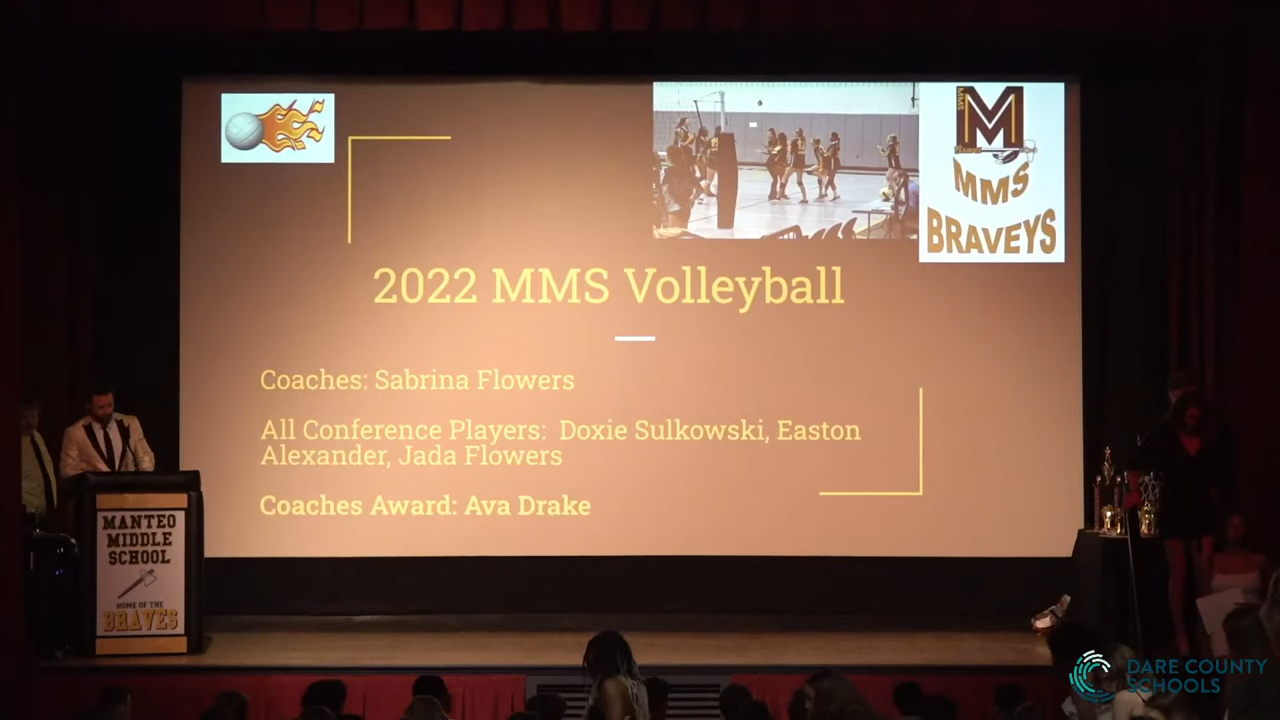 MMS
M
MMS
BRAVEYS
2022 MMS Volleyball
Coaches: Sabrina Flowers
All Conference Players: Doxie Sulkowski, Easton
Alexander, Jada Flowers
Coaches Award: Ava Drake
MANTEO
MIDDLE
SCHOOL
HOME OF THE
BRAVES
DARE COUNTY
SCHOOLS